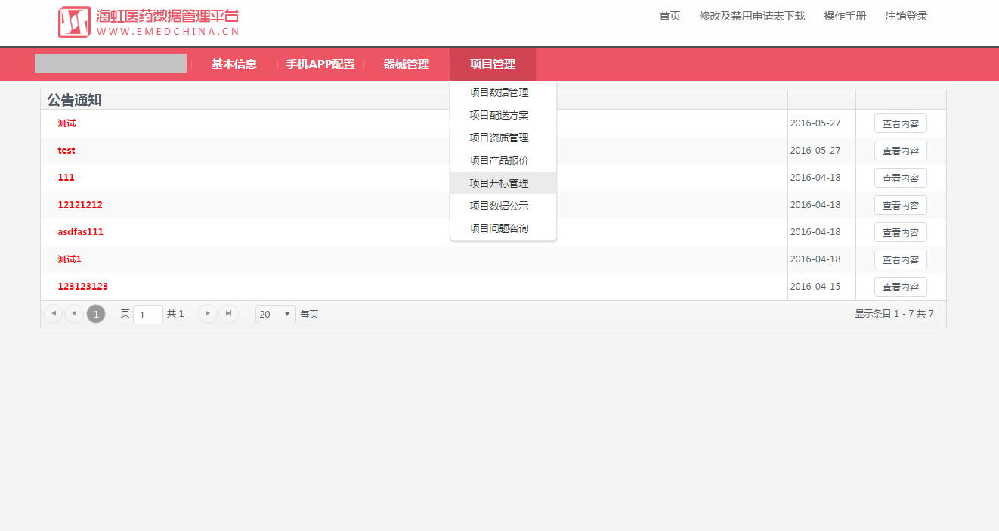 海虹医药数据管理平台
WWW.EMEDCHINA.CN
首页 修改及禁用申请表下载 操作手册 注销登录
基本信息 手机APP配置 器械管理 项目管理
项目数据管理
项目配送方案
项目资质管理
项目产品报价
项目开标管理
项目数据公示
项目问题咨询
公告通知
测试 2016-05-27 查看内容
test 2016-05-27 查看内容
111 2016-04-18 查看内容
12121212 2016-04-18 查看内容
asdfas111 2016-04-18 查看内容
测试1 2016-04-18 查看内容
123123123 2016-04-15 查看内容
1 页 1 共 1 20 每页 显示条目 1 - 7 共 7